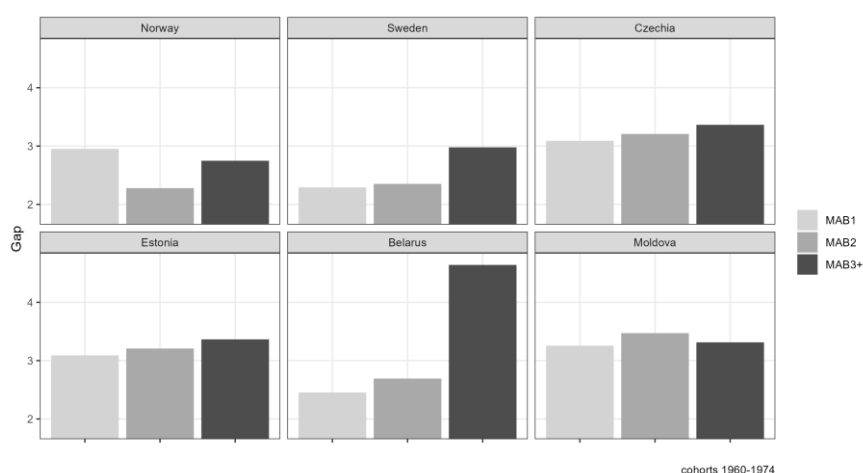 Norway
Sweden
Czechia
4
3
2
Gap
Estonia
Belarus
Moldova
4
3
2
MAB1
MAB2
MAB3+
cohorts 1960-1974